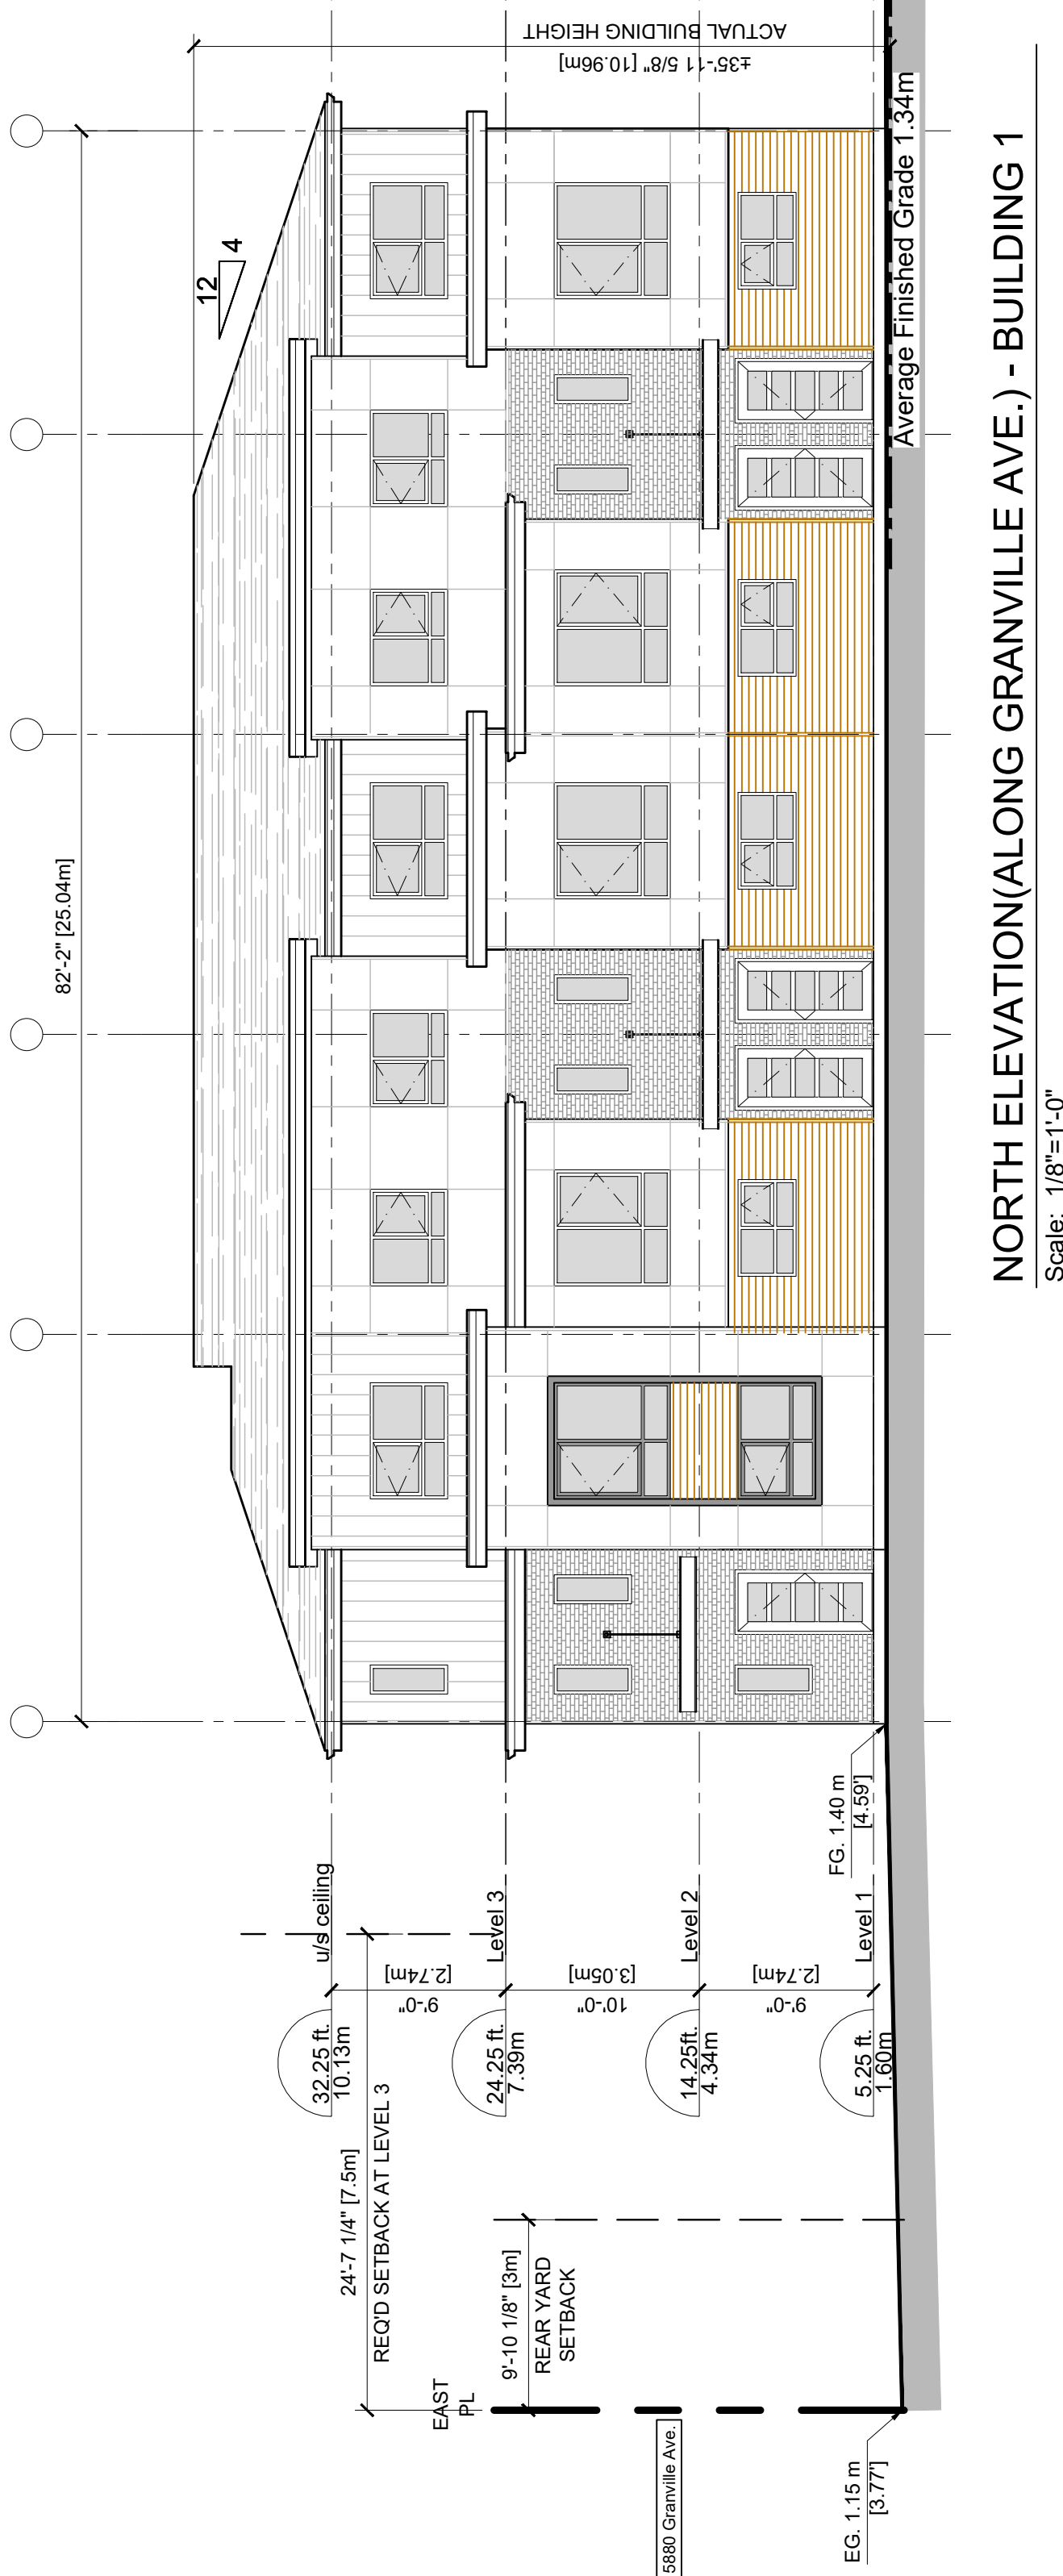 5880 Granville Ave.
EG. 1.15 m
[3.77']
EAST
PL
9'-10 1/8" [3m]
REAR YARD
SETBACK
24'-7 1/4" [7.5m]
REQ'D SETBACK AT LEVEL 3
32.25 ft.
10.13m
24.25 ft.
7.39m
14.25ft.
4.34m
5.25 ft.
1.60m
9'-0"
[2.74m]
10'-0"
[3.05m]
9'-0"
[2.74m]
u/s ceiling
Level 3
Level 2
Level 1
FG. 1.40 m
[4.59']
82'-2" [25.04m]
12
4
ACTUAL BUILDING HEIGHT
±35'-11 5/8" [10.96m]
Average Finished Grade 1.34m
NORTH ELEVATION(ALONG GRANVILLE AVE.) - BUILDING 1
Scale: 1/8"=1'-0"